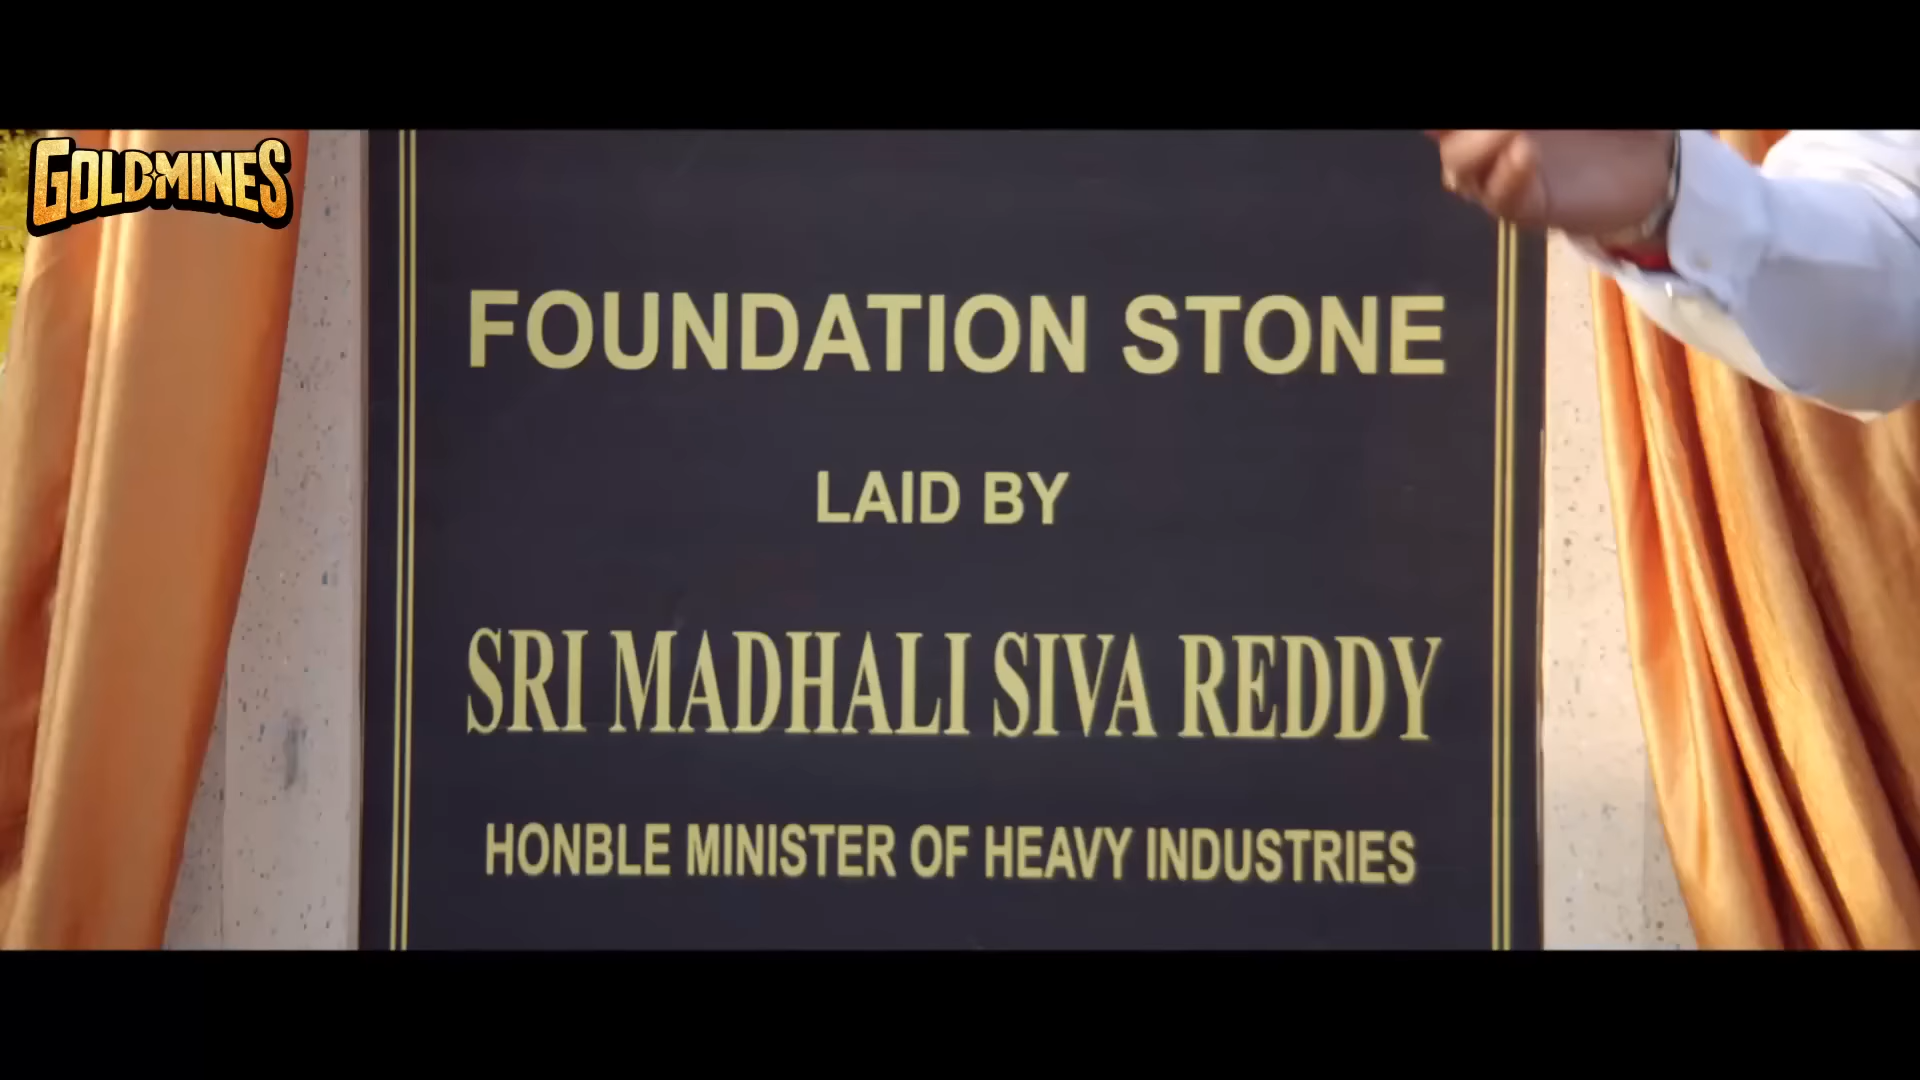 GOLDMINES
FOUNDATION STONE
LAID BY
SRI MADHALI SIVA REDDY
HONBLE MINISTER OF HEAVY INDUSTRIES